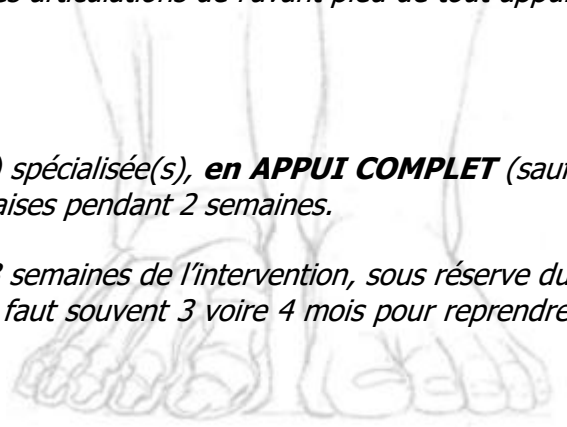 articulations de l'avant pied de tout
) spécialisée(s), en APPUI COMPLET (sauf
aises pendant 2 semaines.
semaines de l'intervention, sous réserve du
faut souvent 3 voire 4 mois pour reprendre